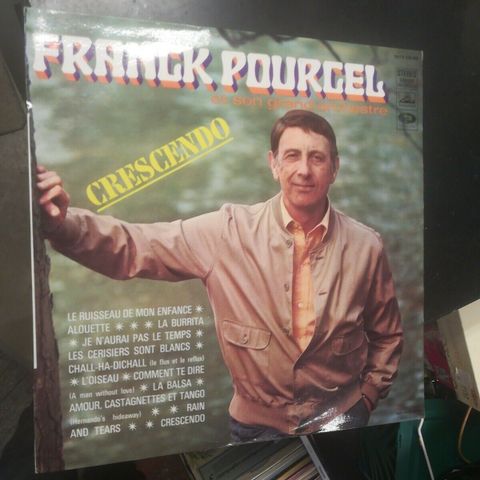 FRANCK POURCEL
et son grand orchestre
STEREO
CRESCENDO
LE RUISSEAU DE MON ENFANCE *
ALOUETTE * * * LA BURRITA
* JE N'AURAI PAS LE TEMPS *
LES CERISIERS SONT BLANCS *
CHALL-HA-DICHALL (le flux et le reflux)
* L'OISEAU * COMMENT TE DIRE
(A man without love) * LA BALSA *
AMOUR, CASTAGNETTES ET TANGO
(Hernando's hideaway) * * RAIN
AND TEARS * * CRESCENDO